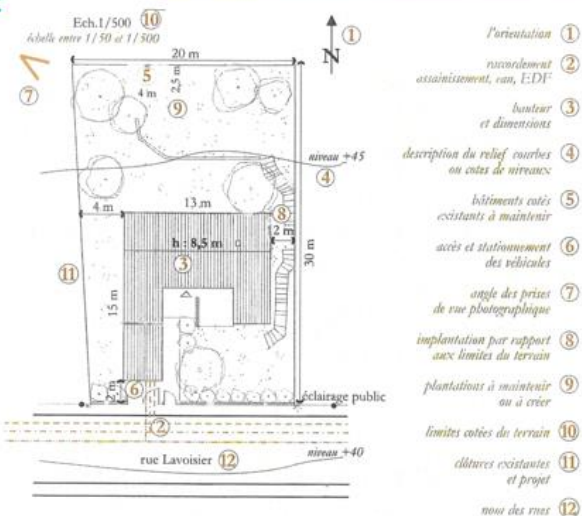 Ech.1/500 ⑩
échelle entre 1/50 et 1/500
① N
20 m
⑦
⑤
4 m
2,5 m
⑨
niveau +45
④
4 m
13 m
⑧
2 m
h : 8,5 m
③
⑪
15 m
30 m
2 m
⑥
éclairage public
②
rue Lavoisier ⑫
niveau +40
l'orientation ①
raccordement ②
assainissement, eau, EDF
hauteur ③
et dimensions
description du relief courbes ④
ou cotes de niveaux
bâtiments cotés ⑤
existants à maintenir
accès et stationnement ⑥
des véhicules
angle des prises ⑦
de vue photographique
implantation par rapport ⑧
aux limites du terrain
plantations à maintenir ⑨
ou à créer
limites cotées du terrain ⑩
clôtures existantes ⑪
et projet
nom des rues ⑫